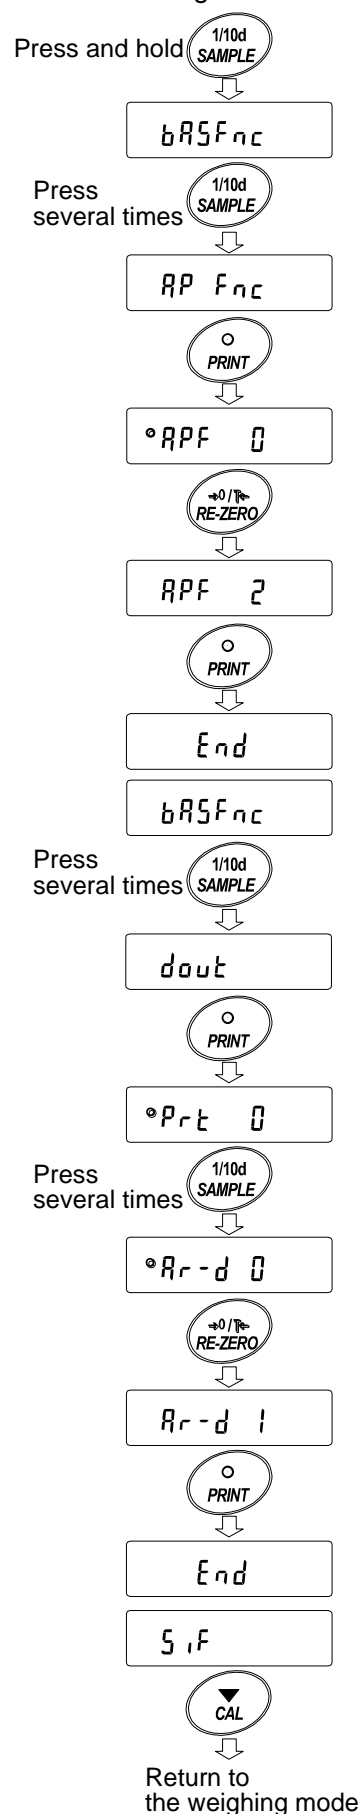 Press and hold
1/10d
SAMPLE
bASFnc
Press
several times
1/10d
SAMPLE
AP Fnc
PRINT
APF 0
→0/T←
RE-ZERO
APF 2
PRINT
End
bASFnc
Press
several times
1/10d
SAMPLE
dout
PRINT
Prt 0
Press
several times
1/10d
SAMPLE
Ar-d 0
→0/T←
RE-ZERO
Ar-d 1
PRINT
End
SiF
CAL
Return to
the weighing mode